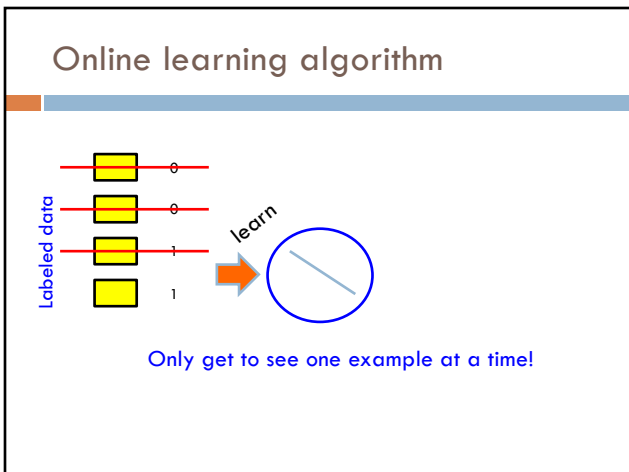 Online learning algorithm
Labeled data
0
0
1
1
learn
Only get to see one example at a time!